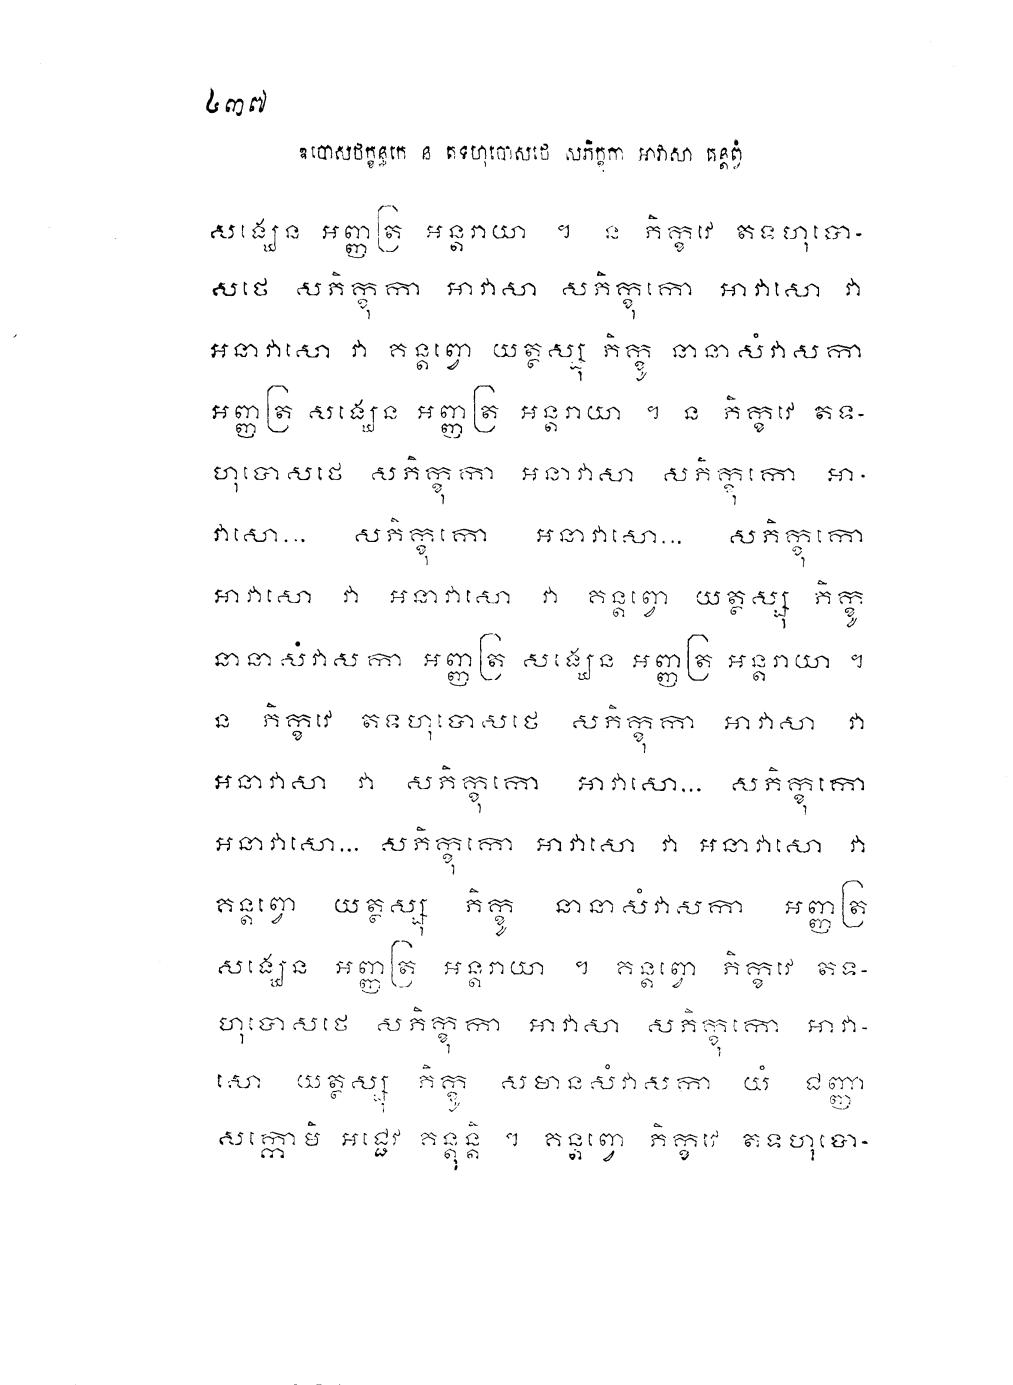 ៤៣៧
ឧបោសថក្ខន្ធកេ ន តទហុបោសថេ សភិក្ខុកា អាវាសា គន្តព្វំ
សង្ឃេន អញ្ញត្រ អន្តរាយា ។ ន ភិក្ខវេ តទហុបោ-
សថេ សភិក្ខុកា អាវាសា សភិក្ខុកោ អាវាសោ វា
អនាវាសោ វា គន្តព្វោ យត្ថស្សុ ភិក្ខូ នានាសំវាសកា
អញ្ញត្រ សង្ឃេន អញ្ញត្រ អន្តរាយា ។ ន ភិក្ខវេ តទ-
ហុបោសថេ សភិក្ខុកា អនាវាសា សភិក្ខុកោ អា-
វាសោ... សភិក្ខុកោ អនាវាសោ... សភិក្ខុកោ
អាវាសោ វា អនាវាសោ វា គន្តព្វោ យត្ថស្សុ ភិក្ខូ
នានាសំវាសកា អញ្ញត្រ សង្ឃេន អញ្ញត្រ អន្តរាយា ។
ន ភិក្ខវេ តទហុបោសថេ សភិក្ខុកា អាវាសា វា
អនាវាសា វា សភិក្ខុកោ អាវាសោ... សភិក្ខុកោ
អនាវាសោ... សភិក្ខុកោ អាវាសោ វា អនាវាសោ វា
គន្តព្វោ យត្ថស្សុ ភិក្ខូ នានាសំវាសកា អញ្ញត្រ
សង្ឃេន អញ្ញត្រ អន្តរាយា ។ គន្តព្វោ ភិក្ខវេ តទ-
ហុបោសថេ សភិក្ខុកា អាវាសា សភិក្ខុកោ អាវា-
សោ យត្ថស្សុ ភិក្ខូ សមានសំវាសកា យំ ជញ្ញា
សក្កោមិ អជ្ជេវ គន្តុន្តិ ។ គន្តព្វោ ភិក្ខវេ តទហុបោ-